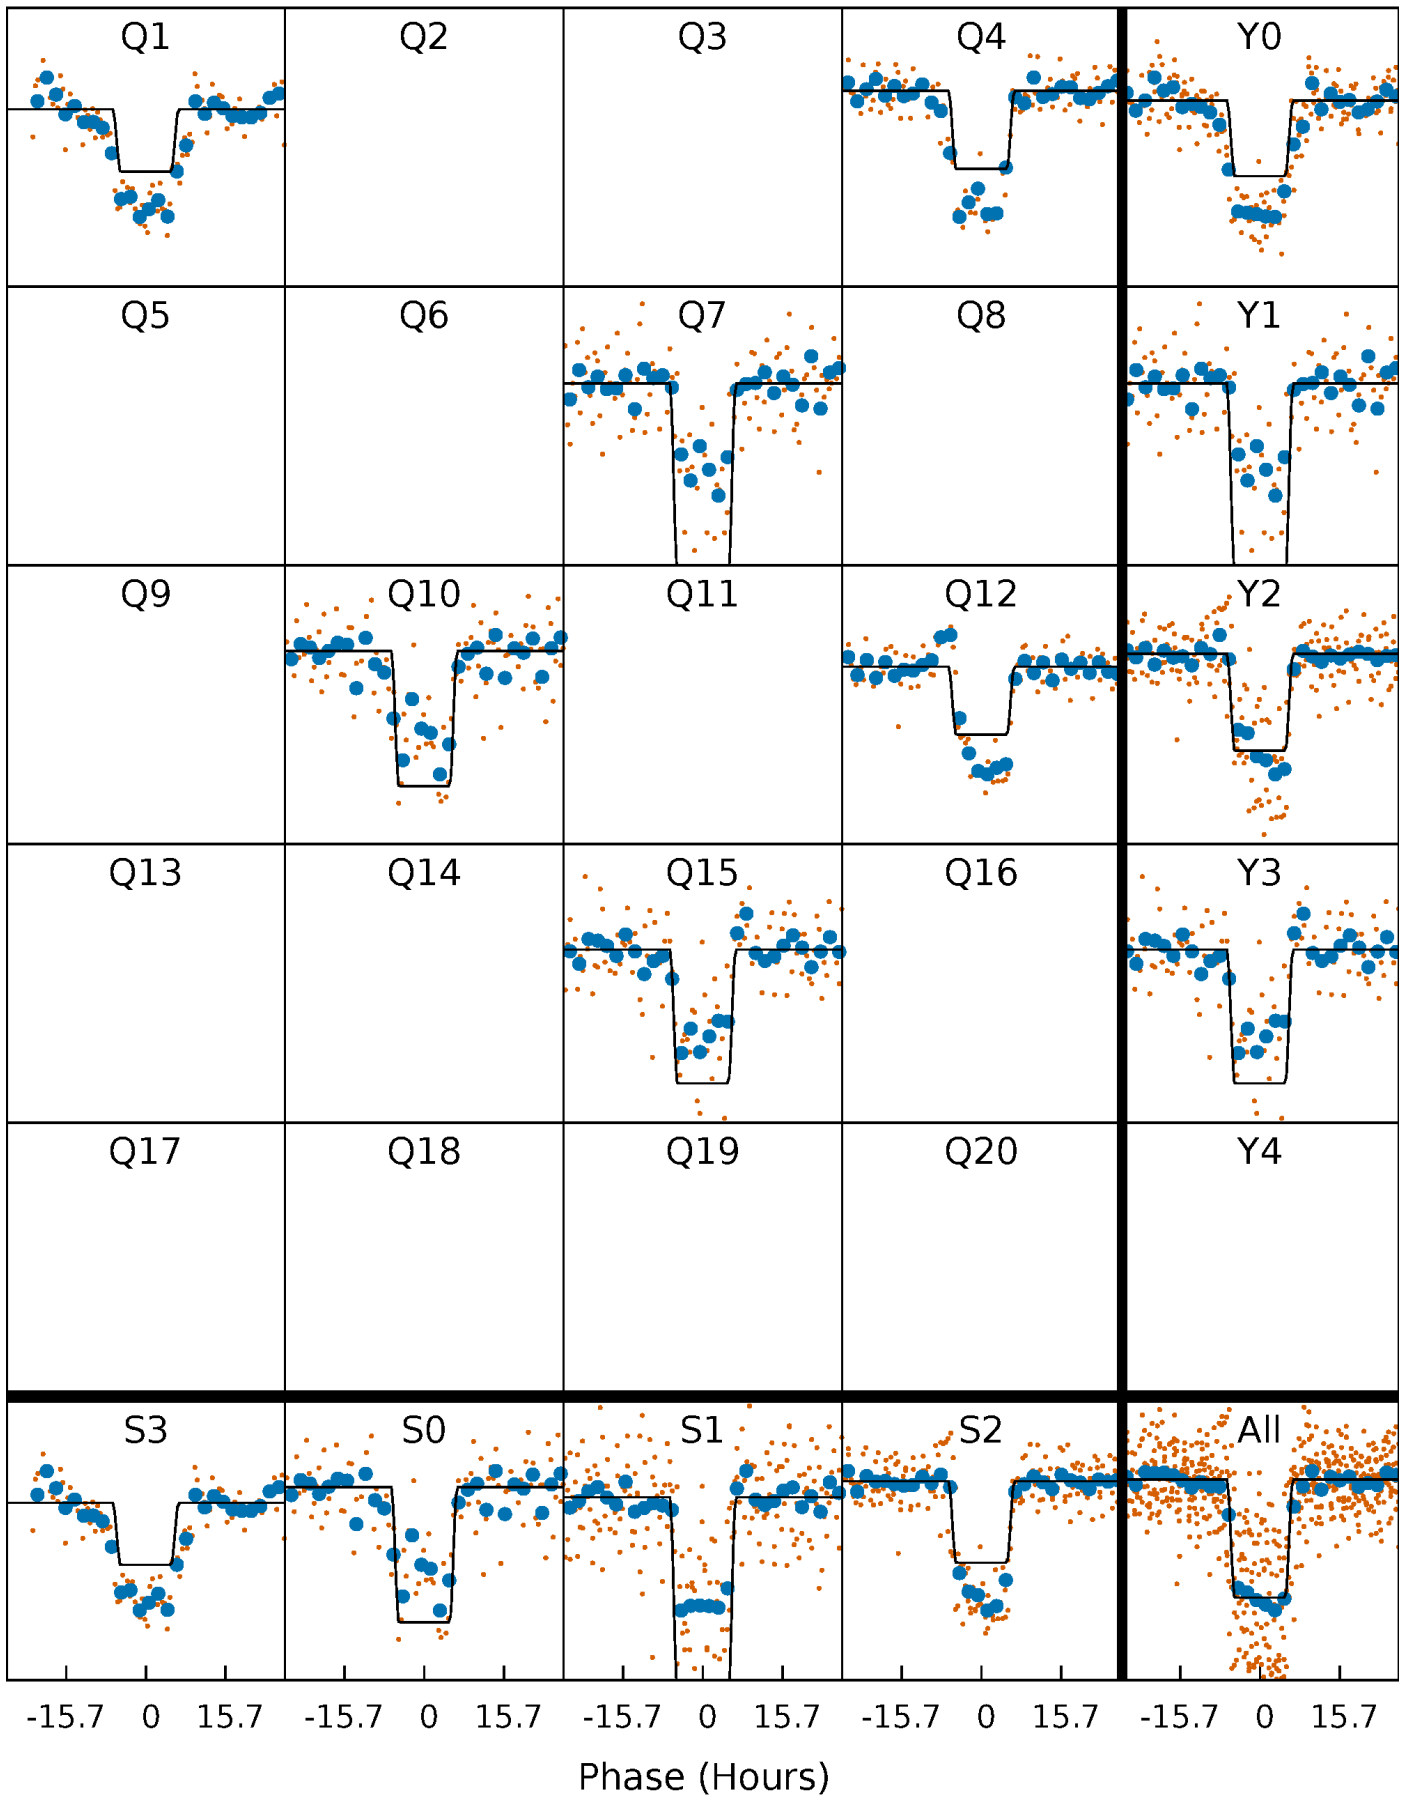 Q1 Q2 Q3 Q4 Y0
Q5 Q6 Q7 Q8 Y1
Q9 Q10 Q11 Q12 Y2
Q13 Q14 Q15 Q16 Y3
Q17 Q18 Q19 Q20 Y4
S3 S0 S1 S2 All
-15.7 0 15.7 -15.7 0 15.7 -15.7 0 15.7 -15.7 0 15.7 -15.7 0 15.7
Phase (Hours)